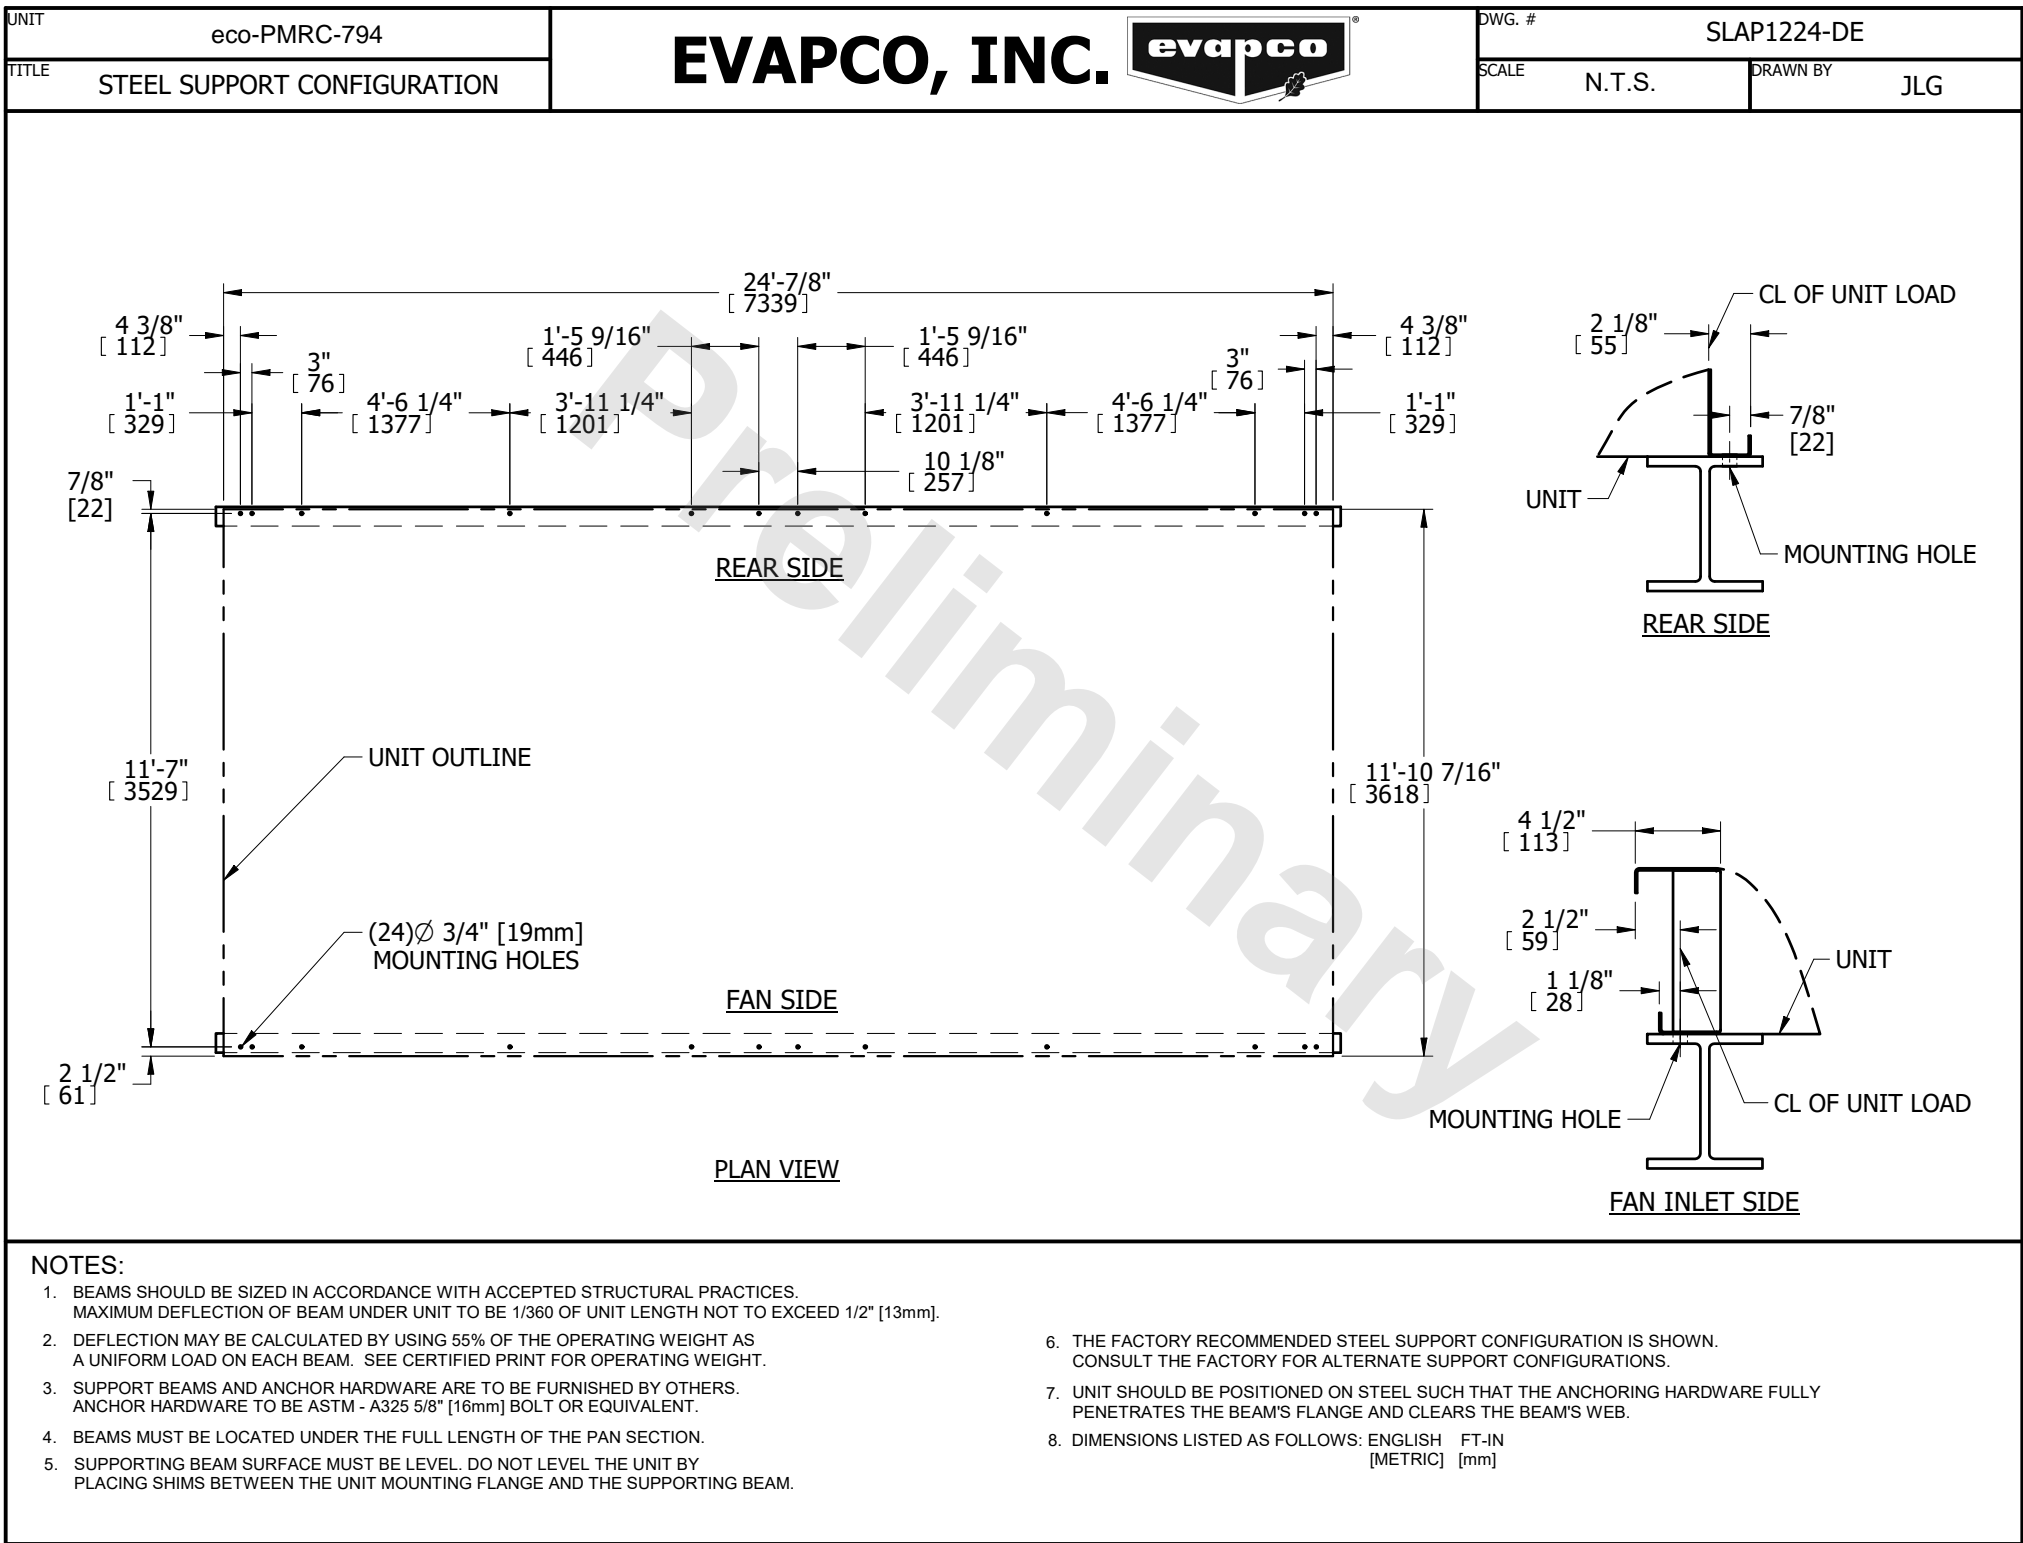 UNIT
eco-PMRC-794
TITLE
STEEL SUPPORT CONFIGURATION
EVAPCO, INC.
evapco
®
DWG. #
SLAP1224-DE
SCALE
N.T.S.
DRAWN BY
JLG
24'-7/8"
[ 7339]
4 3/8"
[ 112]
3"
[ 76]
1'-1"
[ 329]
4'-6 1/4"
[ 1377]
1'-5 9/16"
[ 446]
3'-11 1/4"
[ 1201]
1'-5 9/16"
[ 446]
3'-11 1/4"
[ 1201]
10 1/8"
[ 257]
4'-6 1/4"
[ 1377]
3"
[ 76]
4 3/8"
[ 112]
1'-1"
[ 329]
7/8"
[22]
REAR SIDE
UNIT OUTLINE
11'-7"
[ 3529]
11'-10 7/16"
[ 3618]
(24)∅ 3/4" [19mm]
MOUNTING HOLES
FAN SIDE
2 1/2"
[ 61]
PLAN VIEW
Preliminary
CL OF UNIT LOAD
2 1/8"
[ 55]
7/8"
[22]
UNIT
MOUNTING HOLE
REAR SIDE
4 1/2"
[ 113]
2 1/2"
[ 59]
1 1/8"
[ 28]
UNIT
CL OF UNIT LOAD
MOUNTING HOLE
FAN INLET SIDE
NOTES:
1. BEAMS SHOULD BE SIZED IN ACCORDANCE WITH ACCEPTED STRUCTURAL PRACTICES.
MAXIMUM DEFLECTION OF BEAM UNDER UNIT TO BE 1/360 OF UNIT LENGTH NOT TO EXCEED 1/2" [13mm].
2. DEFLECTION MAY BE CALCULATED BY USING 55% OF THE OPERATING WEIGHT AS
A UNIFORM LOAD ON EACH BEAM. SEE CERTIFIED PRINT FOR OPERATING WEIGHT.
3. SUPPORT BEAMS AND ANCHOR HARDWARE ARE TO BE FURNISHED BY OTHERS.
ANCHOR HARDWARE TO BE ASTM - A325 5/8" [16mm] BOLT OR EQUIVALENT.
4. BEAMS MUST BE LOCATED UNDER THE FULL LENGTH OF THE PAN SECTION.
5. SUPPORTING BEAM SURFACE MUST BE LEVEL. DO NOT LEVEL THE UNIT BY
PLACING SHIMS BETWEEN THE UNIT MOUNTING FLANGE AND THE SUPPORTING BEAM.
6. THE FACTORY RECOMMENDED STEEL SUPPORT CONFIGURATION IS SHOWN.
CONSULT THE FACTORY FOR ALTERNATE SUPPORT CONFIGURATIONS.
7. UNIT SHOULD BE POSITIONED ON STEEL SUCH THAT THE ANCHORING HARDWARE FULLY
PENETRATES THE BEAM'S FLANGE AND CLEARS THE BEAM'S WEB.
8. DIMENSIONS LISTED AS FOLLOWS: ENGLISH FT-IN
[METRIC] [mm]